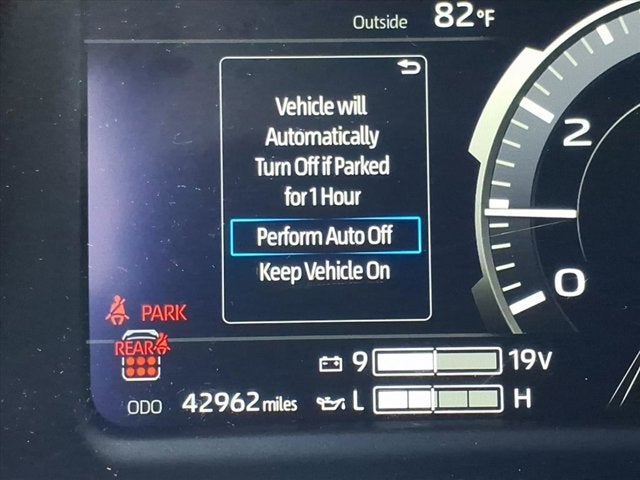 Outside 82°F
Vehicle will
Automatically
Turn Off if Parked
for 1 Hour
Perform Auto Off
Keep Vehicle On
2
0
PARK
REAR
9 19V
ODO 42962 miles L H